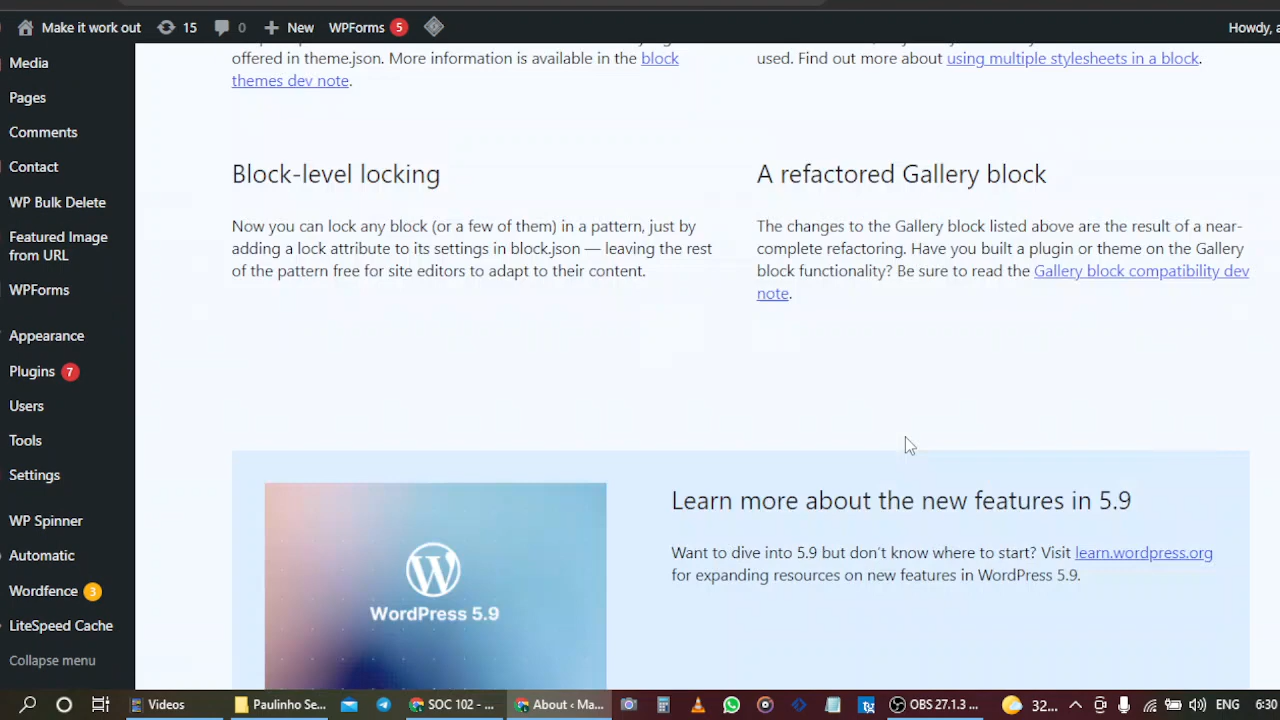 Make it work out 15 0 New WPForms 5 Howdy, a
Media
Pages
Comments
Contact
WP Bulk Delete
Featured Image
from URL
WPForms
Appearance
Plugins 7
Users
Tools
Settings
WP Spinner
Automatic
Wordfence 3
LiteSpeed Cache
Collapse menu
offered in theme.json. More information is available in the block
themes dev note.
used. Find out more about using multiple stylesheets in a block.
Block-level locking
Now you can lock any block (or a few of them) in a pattern, just by
adding a lock attribute to its settings in block.json — leaving the rest
of the pattern free for site editors to adapt to their content.
A refactored Gallery block
The changes to the Gallery block listed above are the result of a near-
complete refactoring. Have you built a plugin or theme on the Gallery
block functionality? Be sure to read the Gallery block compatibility dev
note.
WordPress 5.9
Learn more about the new features in 5.9
Want to dive into 5.9 but don’t know where to start? Visit learn.wordpress.org
for expanding resources on new features in WordPress 5.9.
Videos Paulinho Se... SOC 102 - ... About ‹ Ma... OBS 27.1.3 ... 32... ENG 6:30